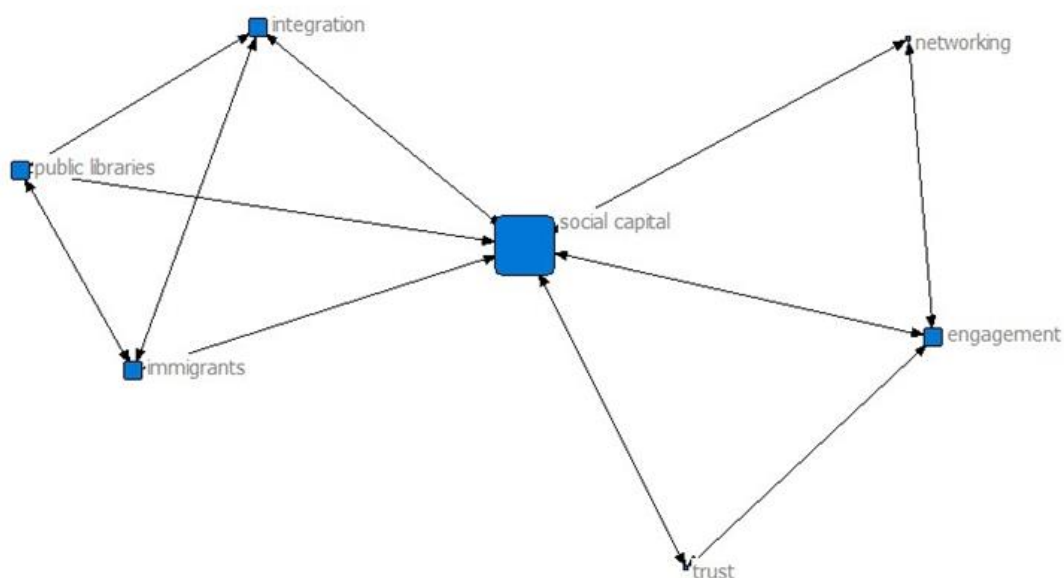 integration
networking
public libraries
social capital
engagement
immigrants
trust